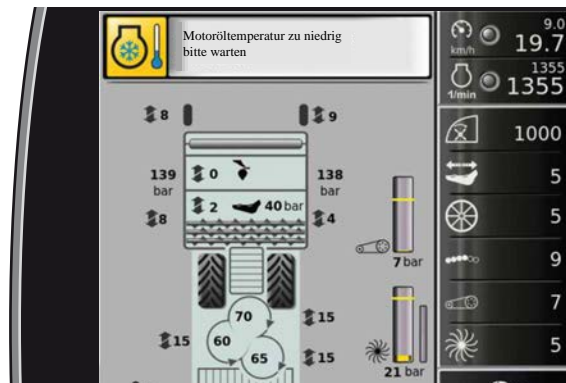 Motoröltemperatur zu niedrig
bitte warten
9.0
km/h
19.7
1355
1/min
1355
8
9
1000
139
bar
0
138
bar
5
2
40 bar
8
4
5
9
7 bar
7
70
15
15
60
65
15
5
21 bar